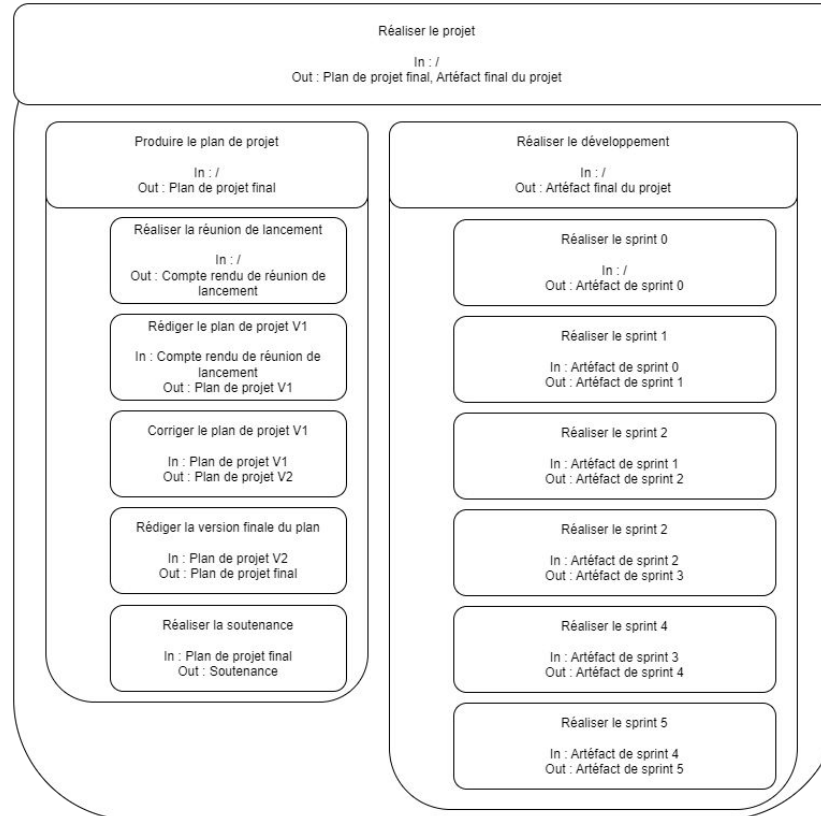 Réaliser le projet
In : /
Out : Plan de projet final, Artéfact final du projet
Produire le plan de projet
In : /
Out : Plan de projet final
Réaliser la réunion de lancement
In : /
Out : Compte rendu de réunion de
lancement
Rédiger le plan de projet V1
In : Compte rendu de réunion de
lancement
Out : Plan de projet V1
Corriger le plan de projet V1
In : Plan de projet V1
Out : Plan de projet V2
Rédiger la version finale du plan
In : Plan de projet V2
Out : Plan de projet final
Réaliser la soutenance
In : Plan de projet final
Out : Soutenance
Réaliser le développement
In : /
Out : Artéfact final du projet
Réaliser le sprint 0
In : /
Out : Artéfact de sprint 0
Réaliser le sprint 1
In : Artéfact de sprint 0
Out : Artéfact de sprint 1
Réaliser le sprint 2
In : Artéfact de sprint 1
Out : Artéfact de sprint 2
Réaliser le sprint 2
In : Artéfact de sprint 2
Out : Artéfact de sprint 3
Réaliser le sprint 4
In : Artéfact de sprint 3
Out : Artéfact de sprint 4
Réaliser le sprint 5
In : Artéfact de sprint 4
Out : Artéfact de sprint 5